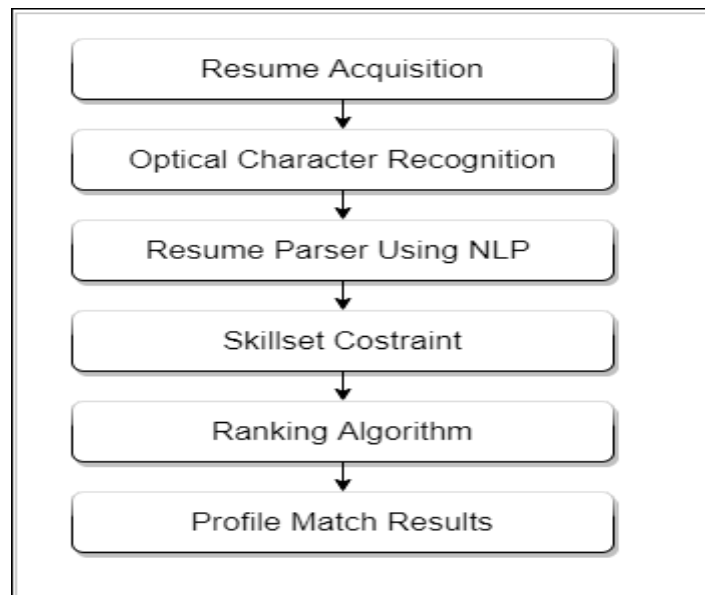 Resume Acquisition
Optical Character Recognition
Resume Parser Using NLP
Skillset Costraint
Ranking Algorithm
Profile Match Results